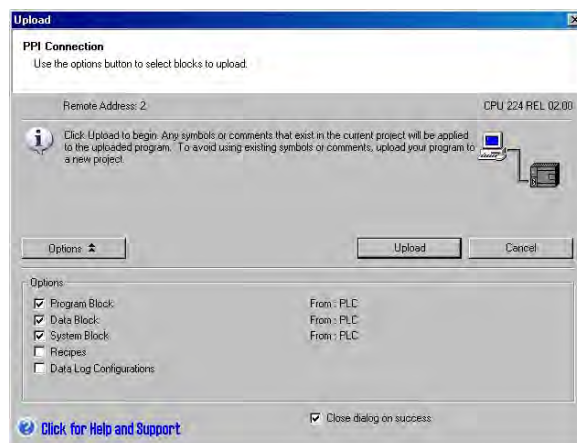 Upload
PPI Connection
Use the options button to select blocks to upload.
Remote Address: 2
CPU 224 REL 02.00
Click Upload to begin. Any symbols or comments that exist in the current project will be applied
to the uploaded program. To avoid using existing symbols or comments, upload your program to
a new project.
Options
Upload
Cancel
Options
Program Block From : PLC
Data Block From : PLC
System Block From : PLC
Recipes
Data Log Configurations
Click for Help and Support
Close dialog on success